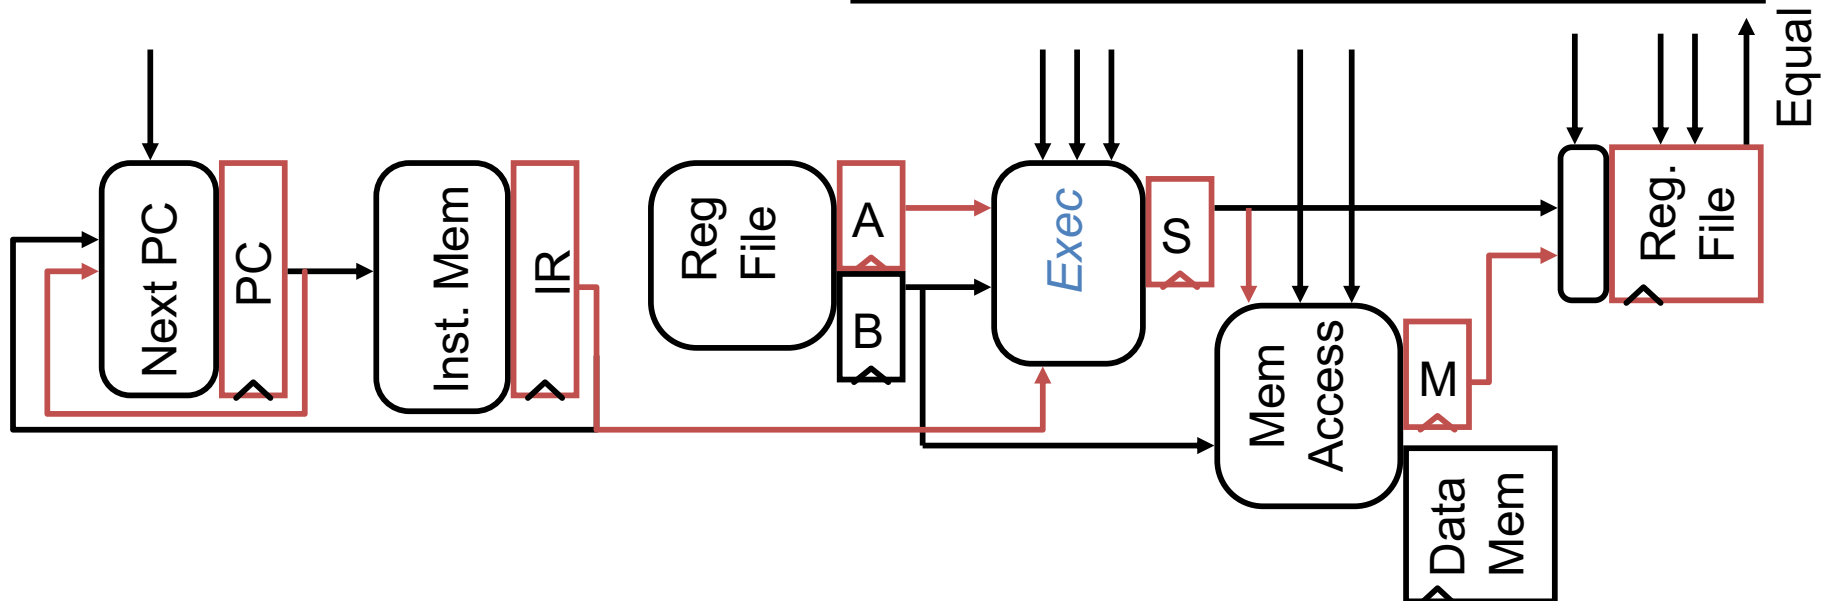 Equal
Next PC
PC
Inst. Mem
IR
Reg
File
A
B
Exec
S
Mem
Access
M
Data
Mem
Reg.
File